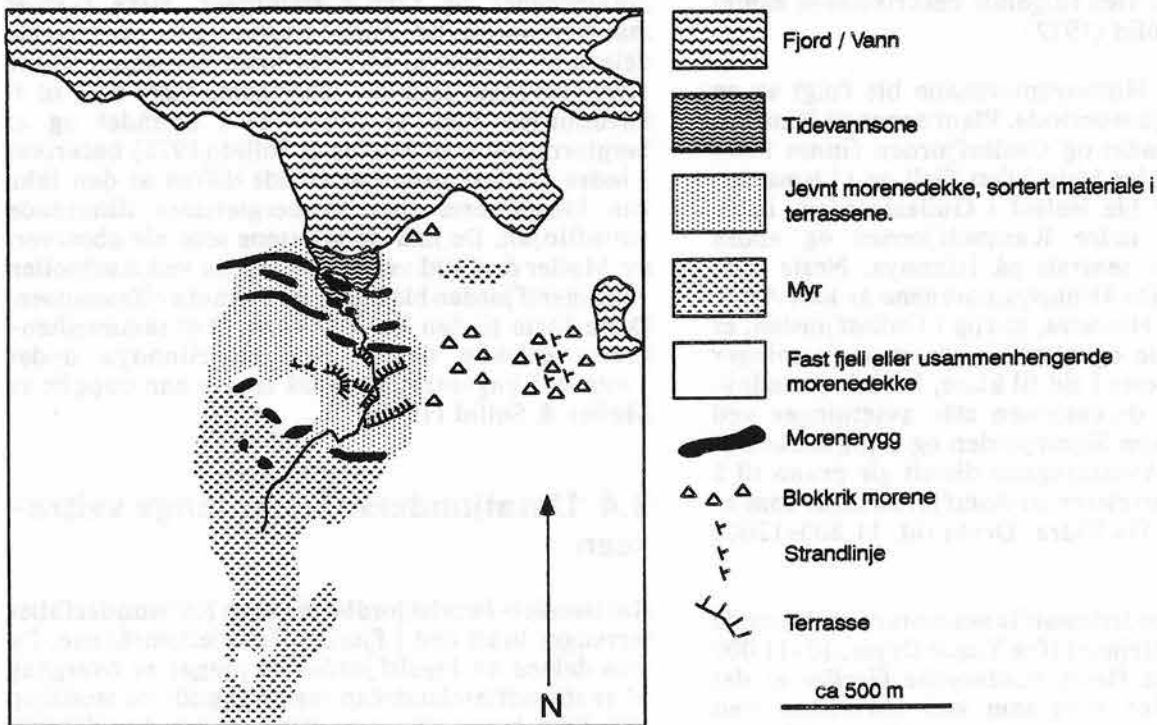 Fjord / Vann
Tidevannsone
Jevnt morenedekke, sortert materiale i
terrassene.
Myr
Fast fjell eller usammenhengende
morenedekke
Morenerygg
Blokkrik morene
Strandlinje
Terrasse
ca 500 m
N